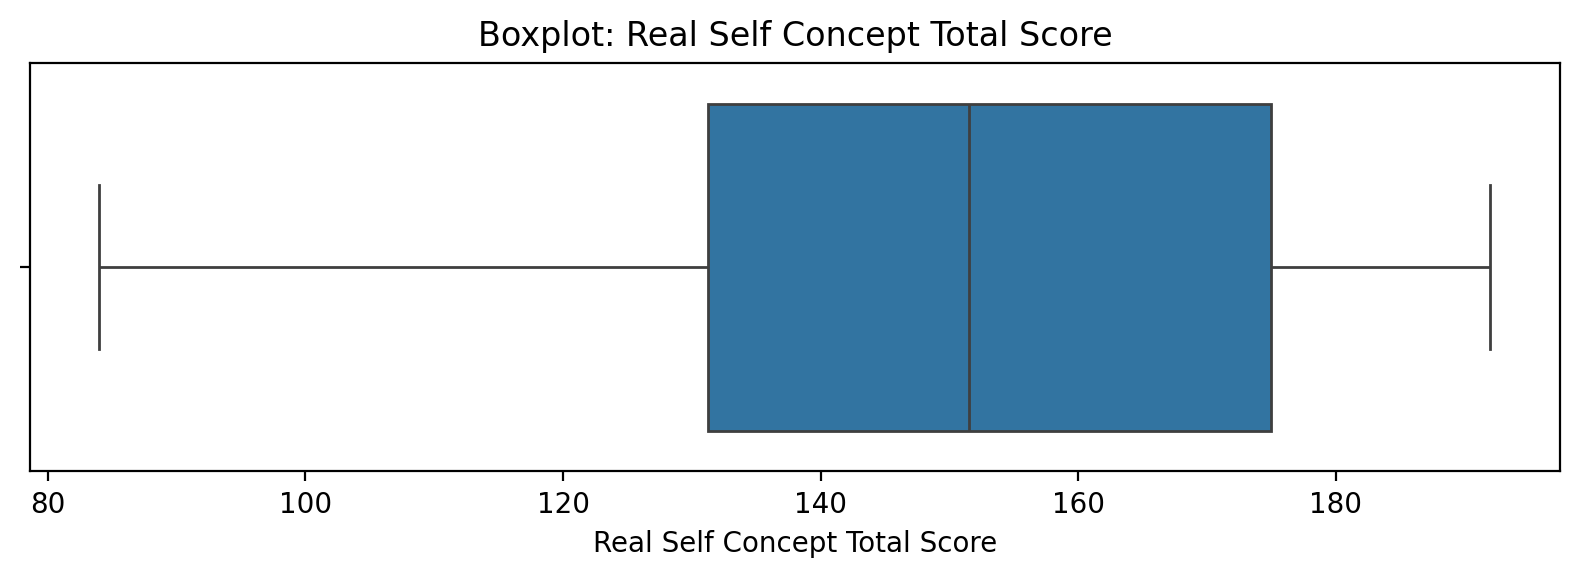 Boxplot: Real Self Concept Total Score
80 100 120 140 160 180
Real Self Concept Total Score